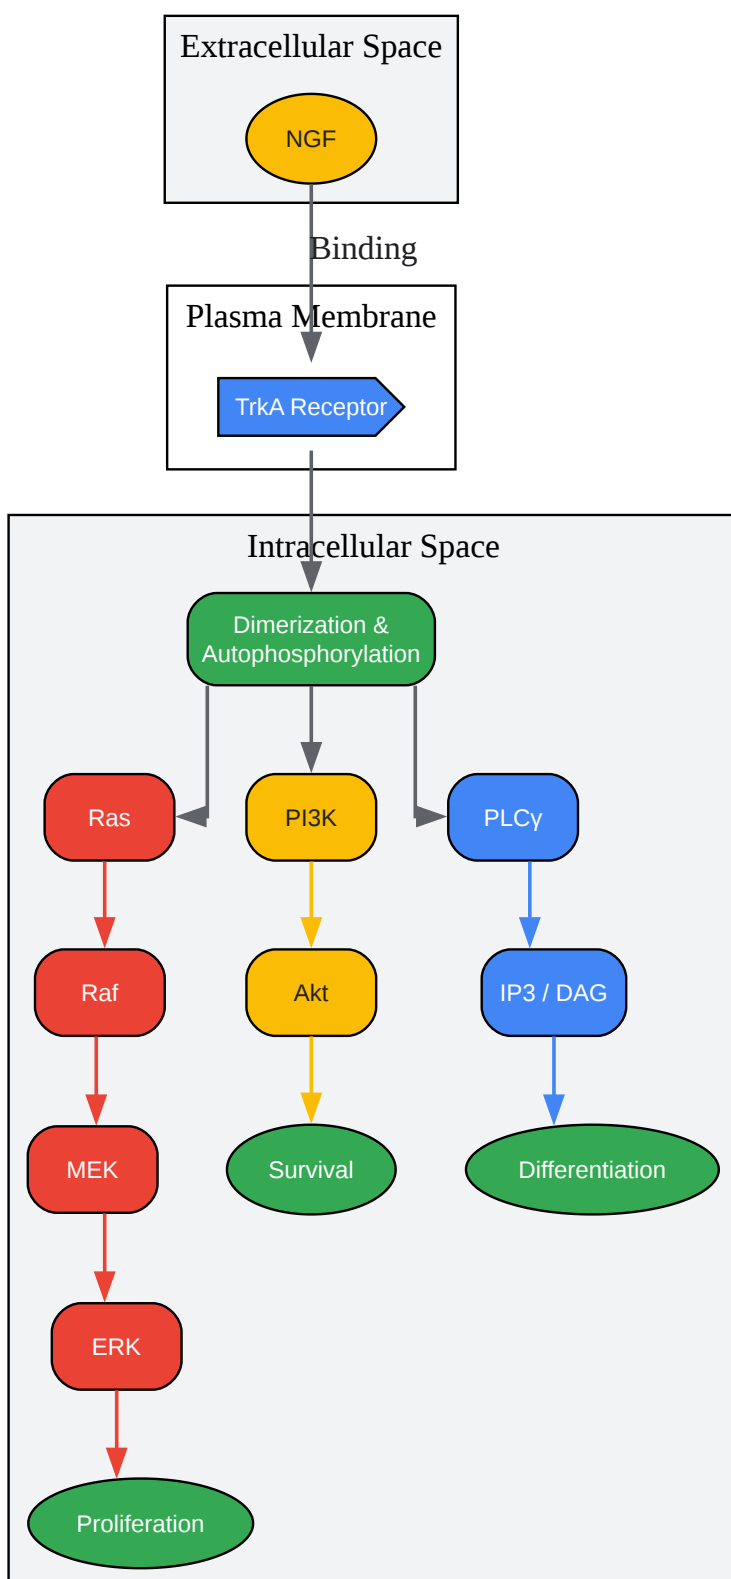 Extracellular Space
NGF
Binding
Plasma Membrane
TrkA Receptor
Intracellular Space
Dimerization &
Autophosphorylation
Ras
PI3K
PLCγ
Raf
Akt
IP3 / DAG
MEK
Survival
Differentiation
ERK
Proliferation